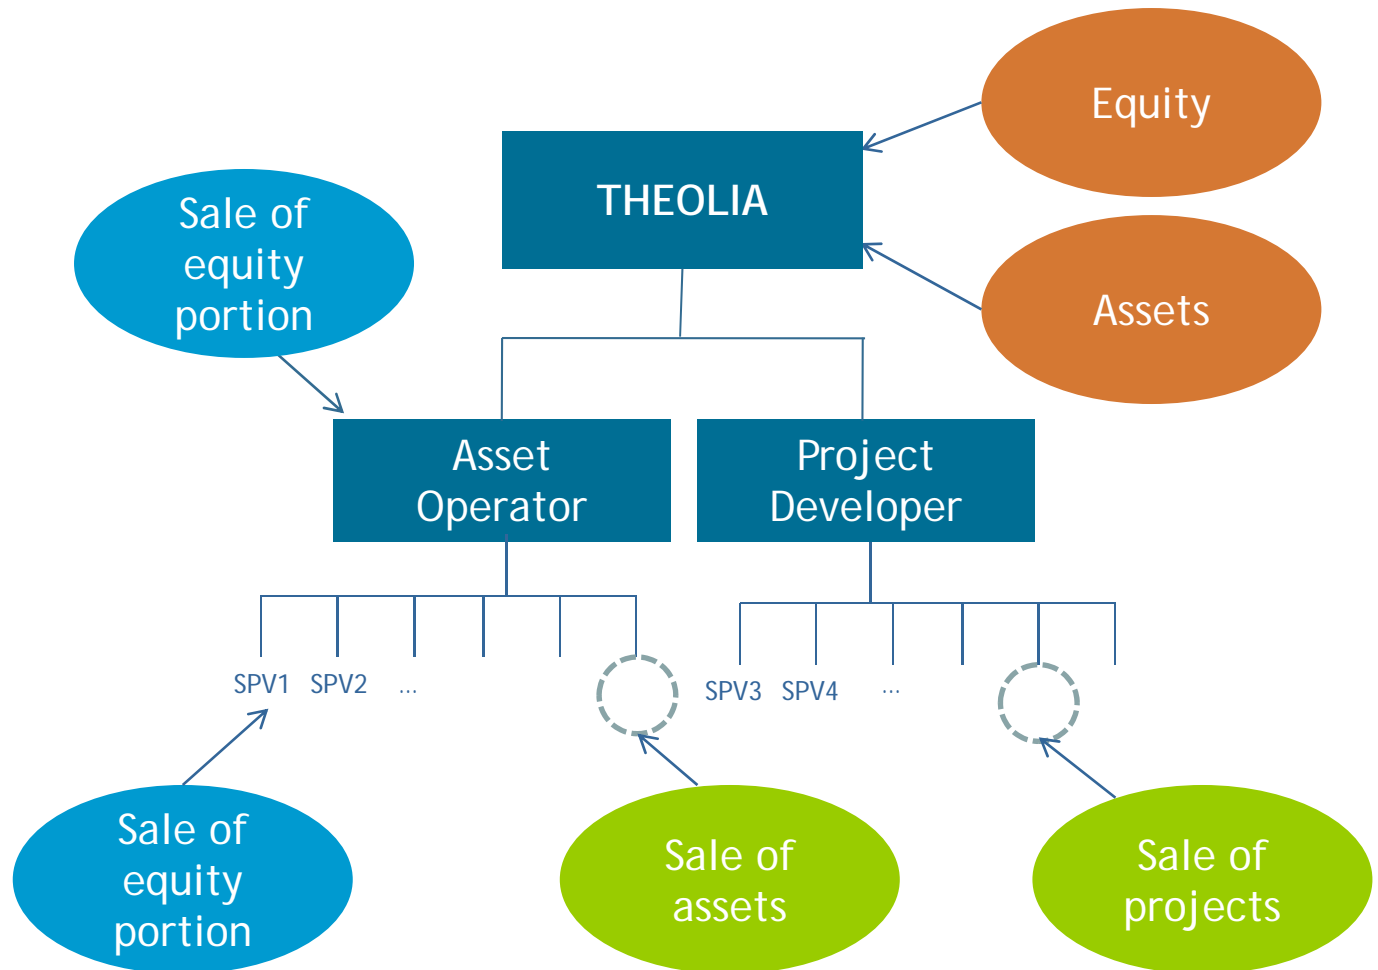 Equity
THEOLIA
Sale of
equity
portion
Assets
Asset
Operator
Project
Developer
SPV1 SPV2 ...
SPV3 SPV4 ...
Sale of
equity
portion
Sale of
assets
Sale of
projects